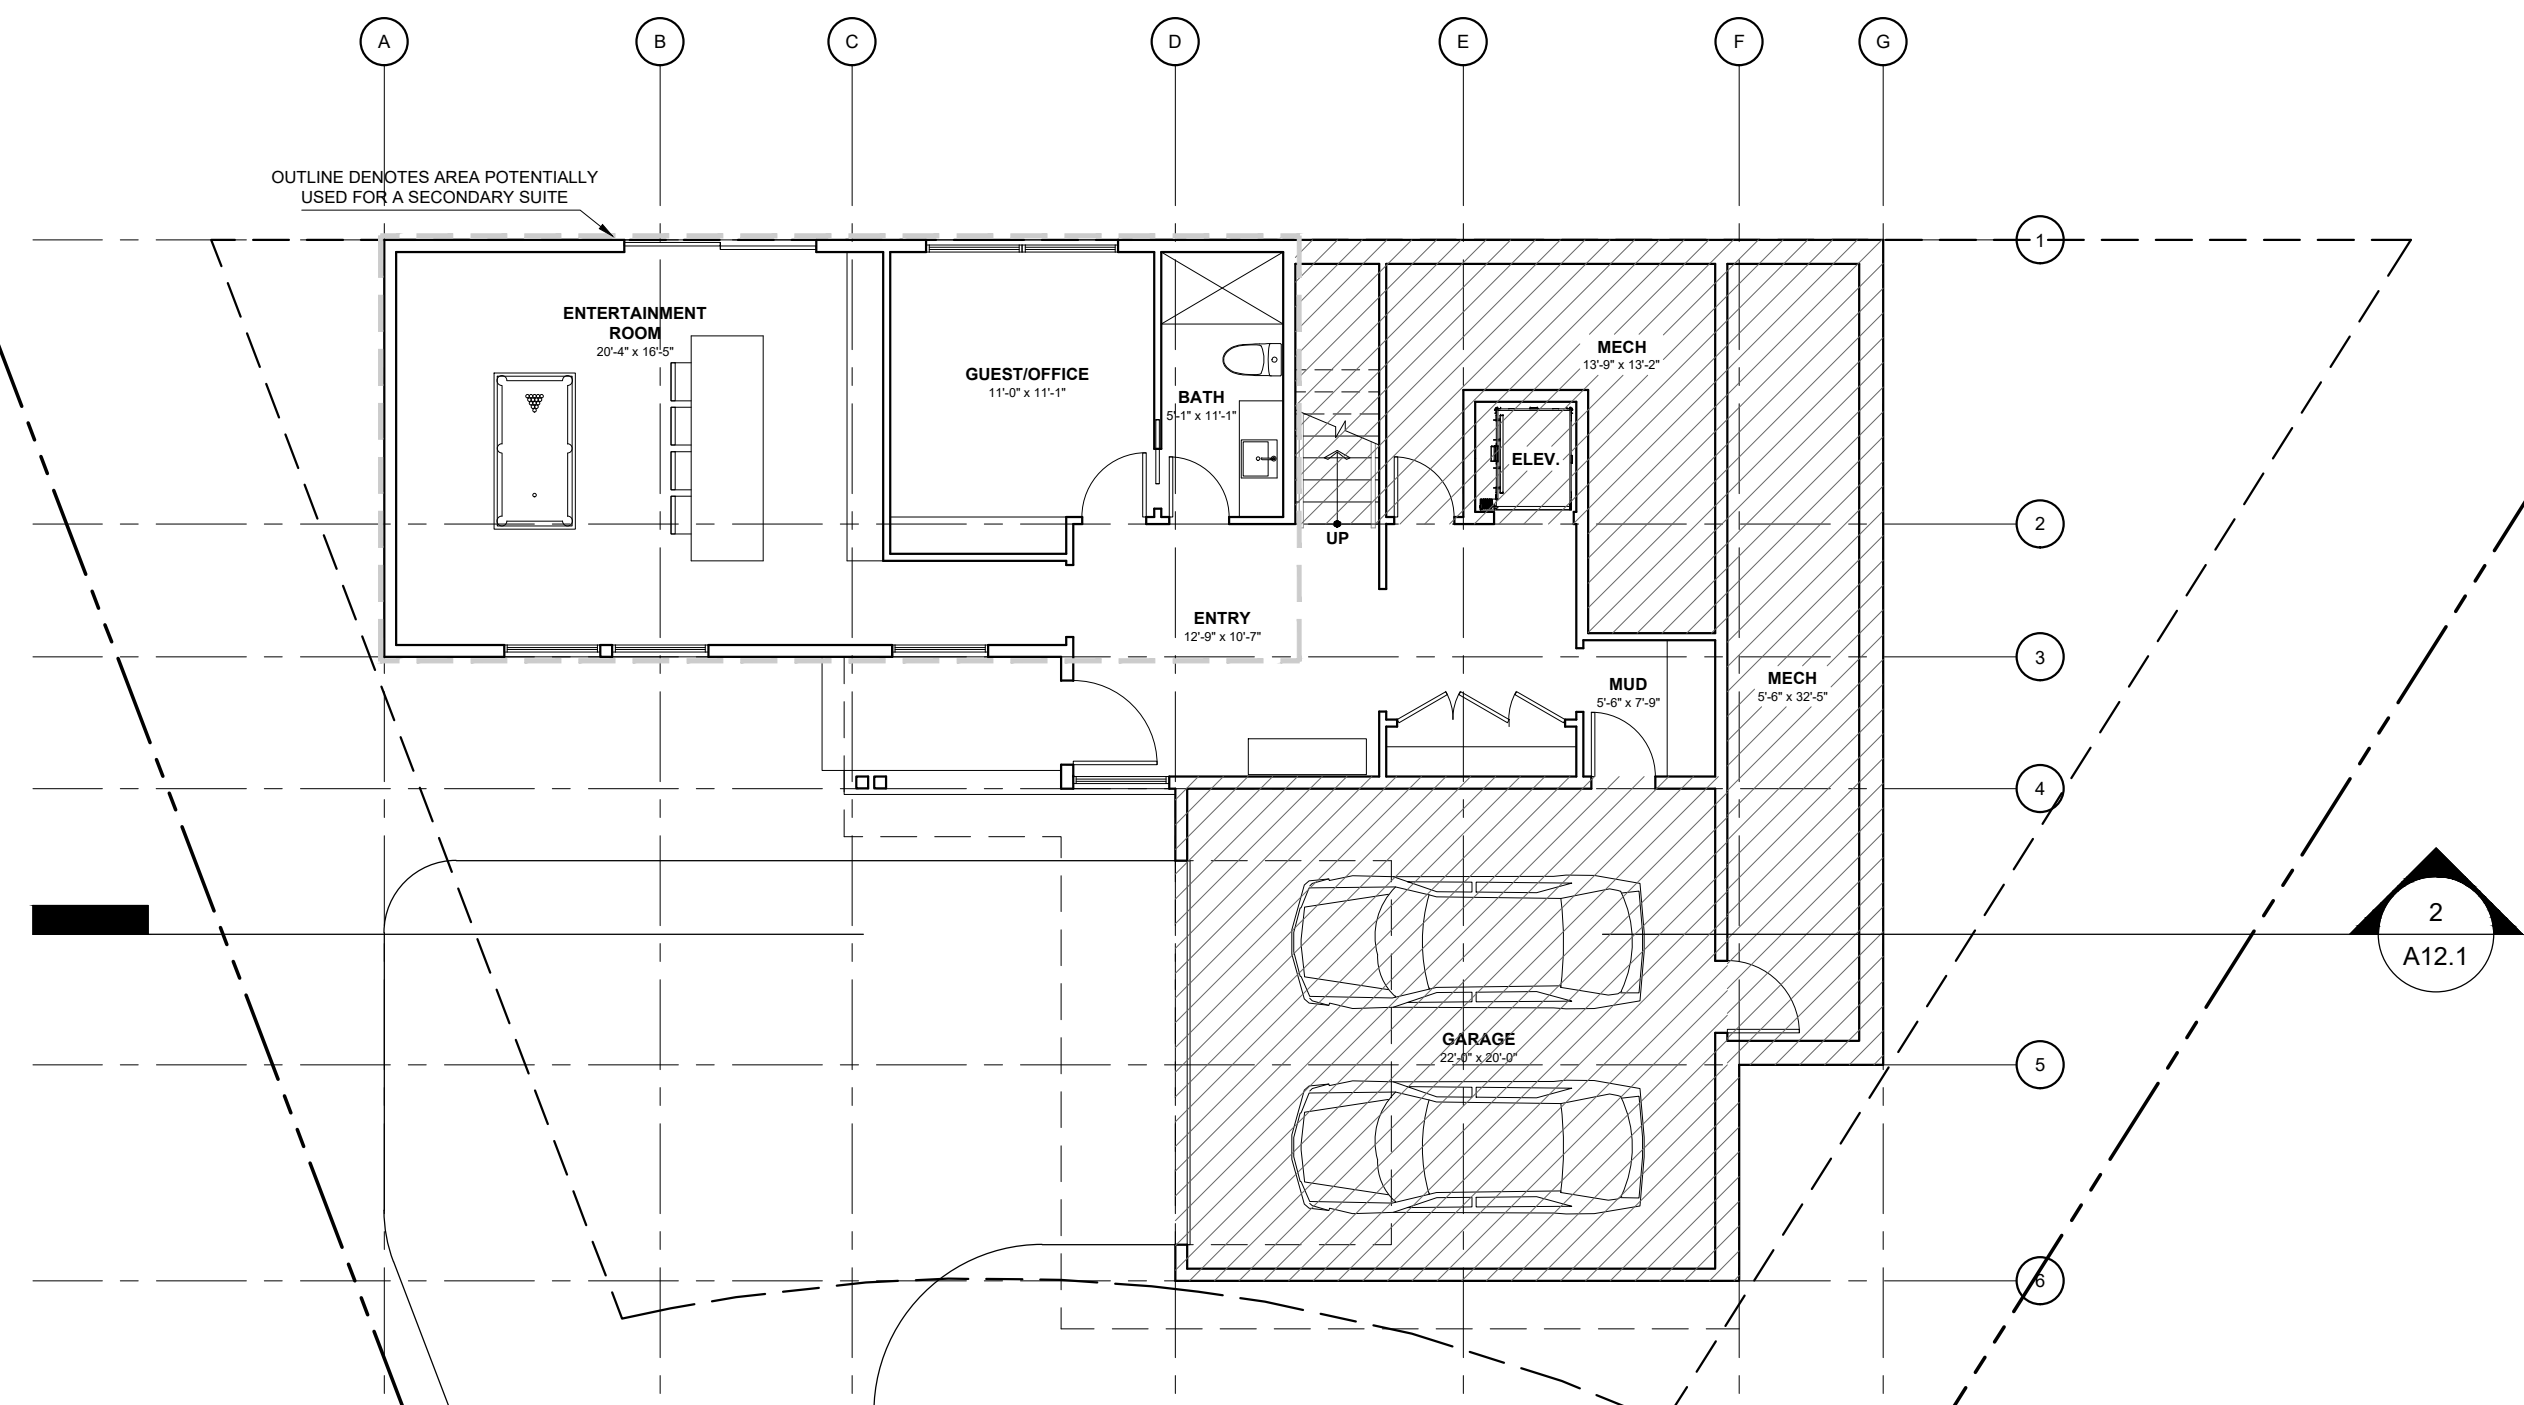 A
B
C
D
E
F
G
OUTLINE DENOTES AREA POTENTIALLY
USED FOR A SECONDARY SUITE
1
ENTERTAINMENT
ROOM
20'-4" x 16'-5"
GUEST/OFFICE
11'-0" x 11'-1"
BATH
5'-1" x 11'-1"
MECH
13'-9" x 13'-2"
ELEV.
2
UP
ENTRY
12'-9" x 10'-7"
3
MUD
5'-6" x 7'-9"
MECH
5'-6" x 32'-5"
4
2
A12.1
GARAGE
22'-0" x 20'-0"
5
6